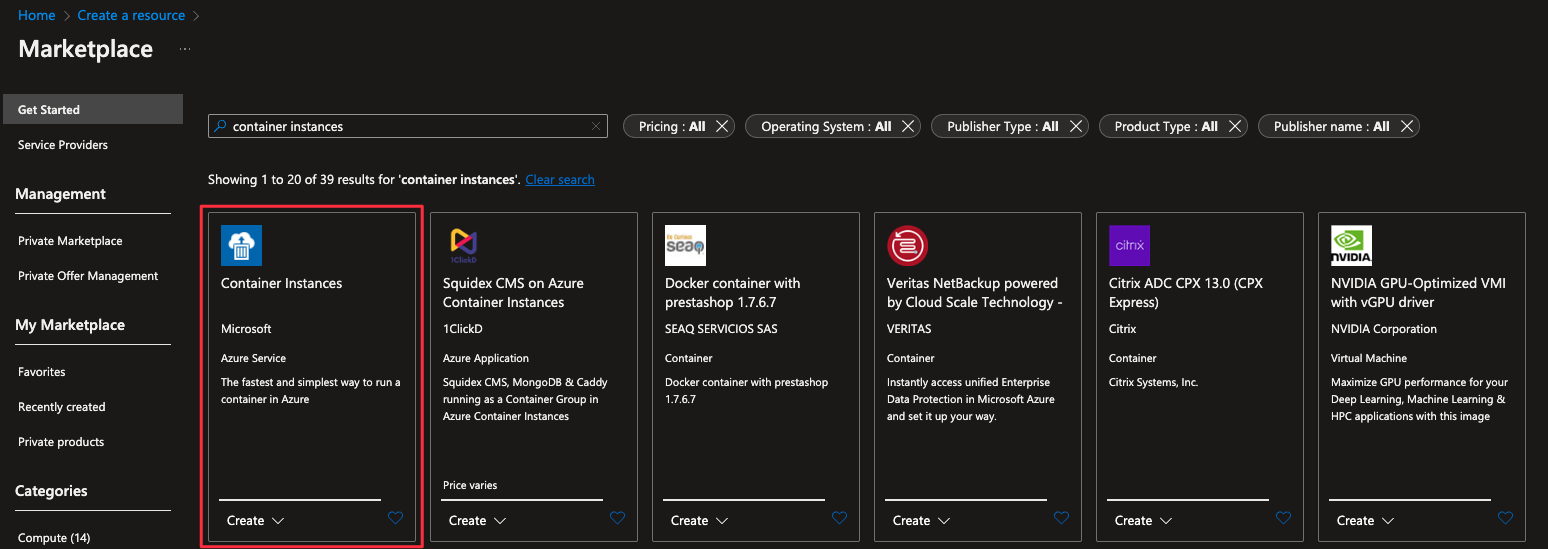 Home > Create a resource >
Marketplace ...
Get Started
Service Providers
Management
Private Marketplace
Private Offer Management
My Marketplace
Favorites
Recently created
Private products
Categories
Compute (14)
container instances
Pricing : All
Operating System : All
Publisher Type : All
Product Type : All
Publisher name : All
Showing 1 to 20 of 39 results for 'container instances'. Clear search
Container Instances
Microsoft
Azure Service
The fastest and simplest way to run a
container in Azure
Create
1ClickD
Squidex CMS on Azure
Container Instances
1ClickD
Azure Application
Squidex CMS, MongoDB & Caddy
running as a Container Group in
Azure Container Instances
Price varies
Create
seaq
Docker container with
prestashop 1.7.6.7
SEAQ SERVICIOS SAS
Container
Docker container with prestashop
1.7.6.7
Create
Veritas NetBackup powered
by Cloud Scale Technology -
VERITAS
Container
Instantly access unified Enterprise
Data Protection in Microsoft Azure
and set it up your way.
Create
citrix
Citrix ADC CPX 13.0 (CPX
Express)
Citrix
Container
Citrix Systems, Inc.
Create
NVIDIA
NVIDIA GPU-Optimized VMI
with vGPU driver
NVIDIA Corporation
Virtual Machine
Maximize GPU performance for your
Deep Learning, Machine Learning &
HPC applications with this image
Create